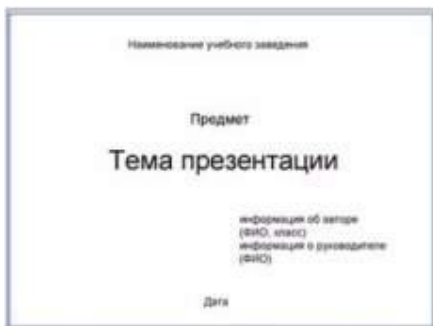 Наименование учебного заведения
Предмет
Тема презентации
информация об авторе
(ФИО, класс)
информация о руководителе
(ФИО)
Дата